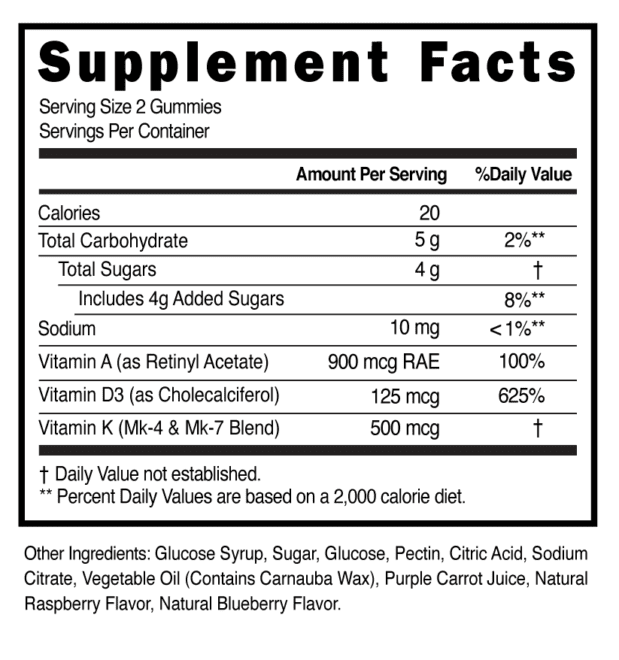 Supplement Facts
Serving Size 2 Gummies
Servings Per Container
Amount Per Serving %Daily Value
Calories 20
Total Carbohydrate 5 g 2%**
Total Sugars 4 g †
Includes 4g Added Sugars 8%**
Sodium 10 mg <1%**
Vitamin A (as Retinyl Acetate) 900 mcg RAE 100%
Vitamin D3 (as Cholecalciferol) 125 mcg 625%
Vitamin K (Mk-4 & Mk-7 Blend) 500 mcg †
† Daily Value not established.
** Percent Daily Values are based on a 2,000 calorie diet.
Other Ingredients: Glucose Syrup, Sugar, Glucose, Pectin, Citric Acid, Sodium
Citrate, Vegetable Oil (Contains Carnauba Wax), Purple Carrot Juice, Natural
Raspberry Flavor, Natural Blueberry Flavor.